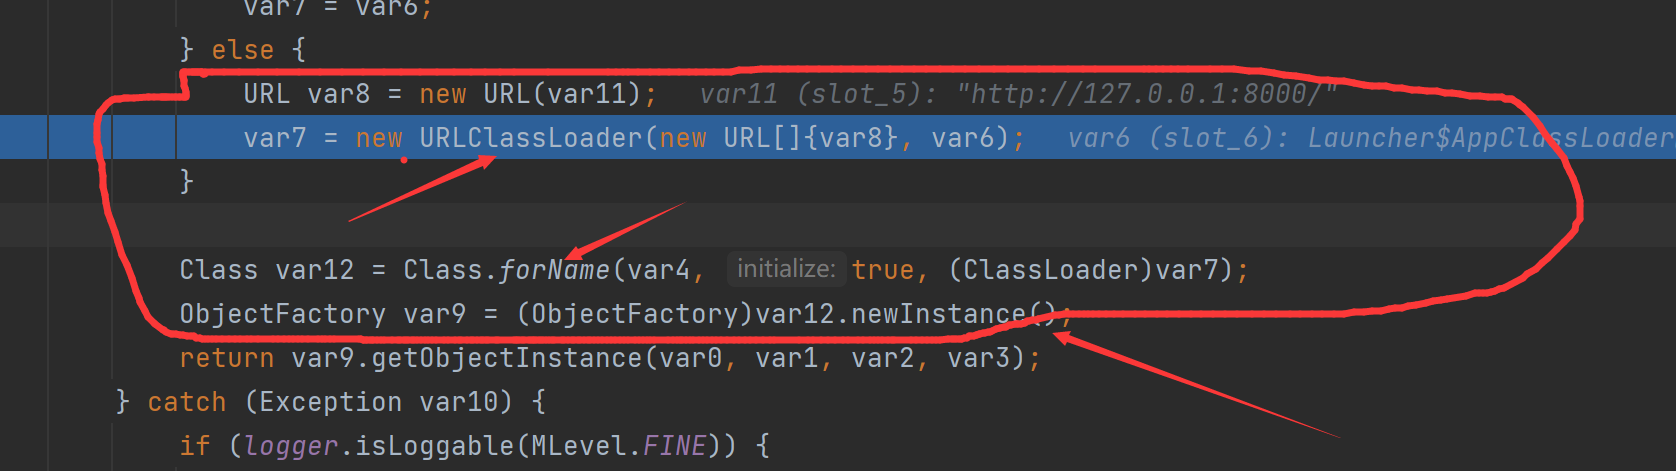 var7 = var6;
} else {
URL var8 = new URL(var11);   var11 (slot_5): "http://127.0.0.1:8000/"
var7 = new URLClassLoader(new URL[]{var8}, var6);   var6 (slot_6): Launcher$AppClassLoader
}
Class var12 = Class.forName(var4, initialize: true, (ClassLoader)var7);
ObjectFactory var9 = (ObjectFactory)var12.newInstance();
return var9.getObjectInstance(var0, var1, var2, var3);
} catch (Exception var10) {
if (logger.isLoggable(MLevel.FINE)) {